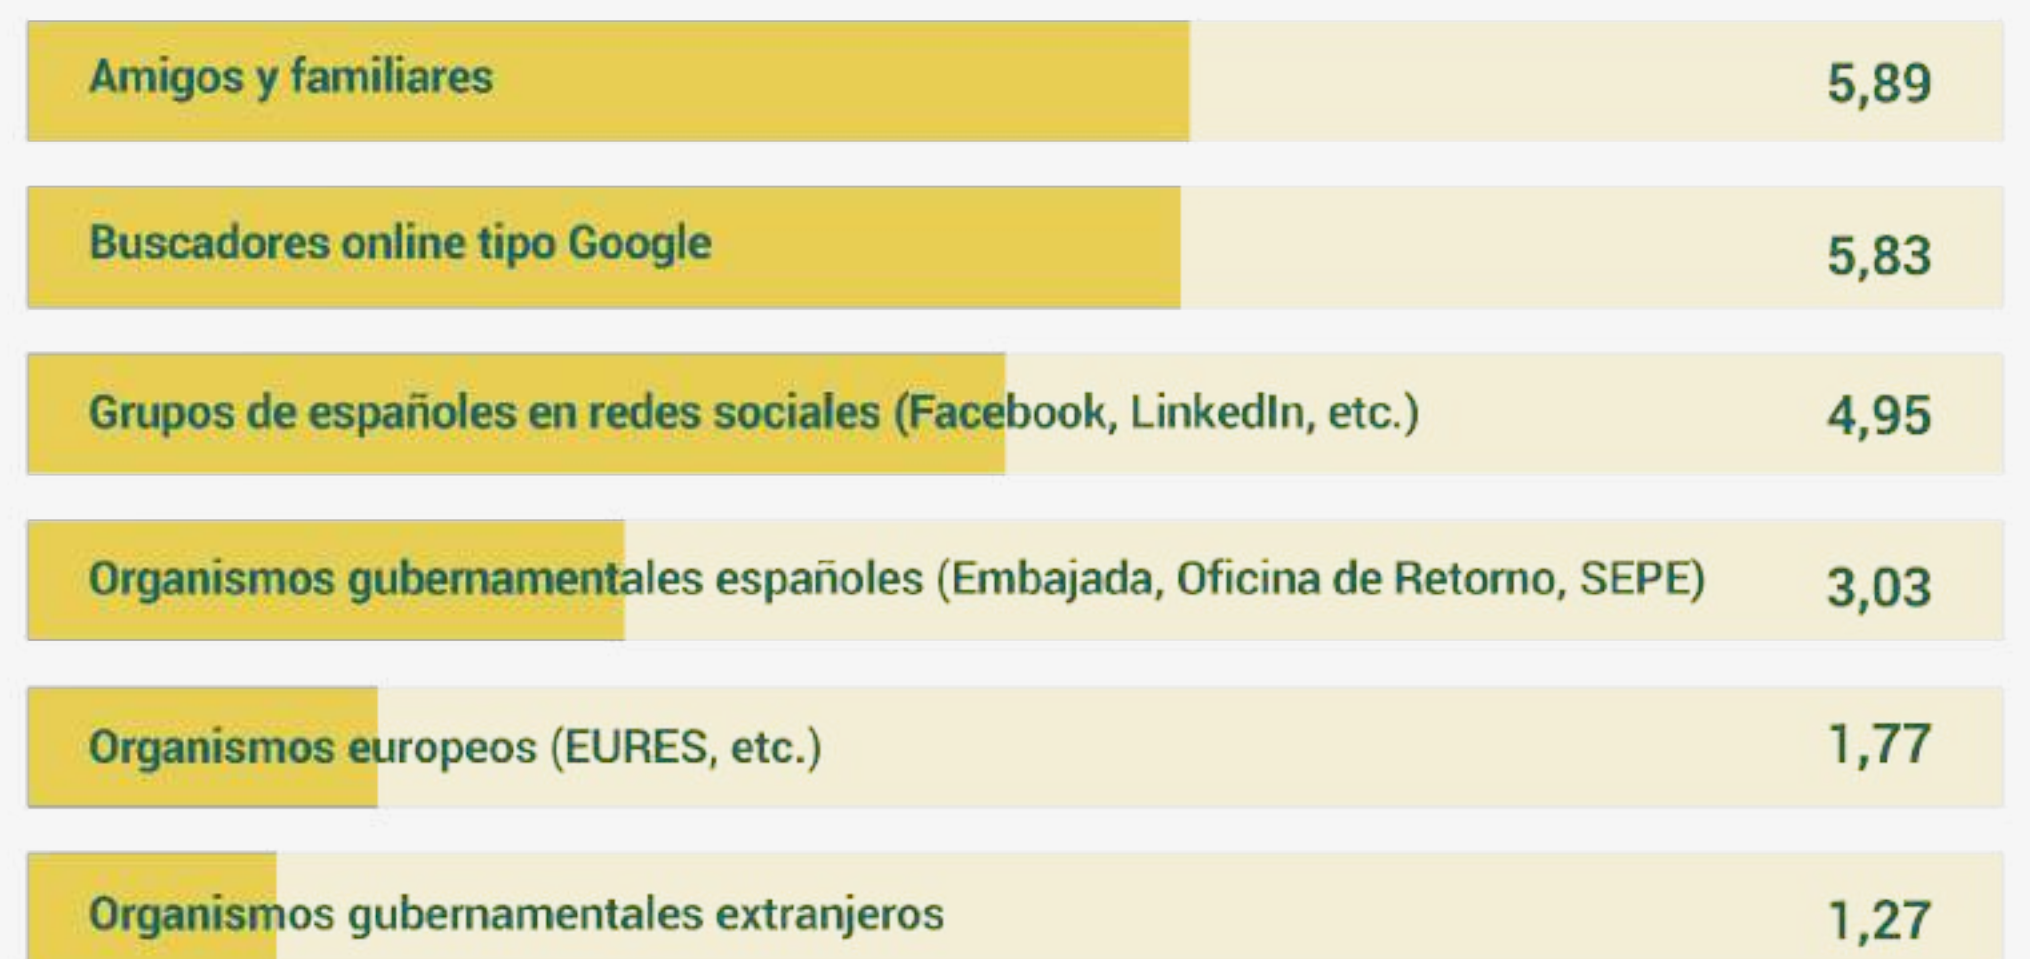 Amigos y familiares 5,89
Buscadores online tipo Google 5,83
Grupos de españoles en redes sociales (Facebook, LinkedIn, etc.) 4,95
Organismos gubernamentales españoles (Embajada, Oficina de Retorno, SEPE) 3,03
Organismos europeos (EURES, etc.) 1,77
Organismos gubernamentales extranjeros 1,27